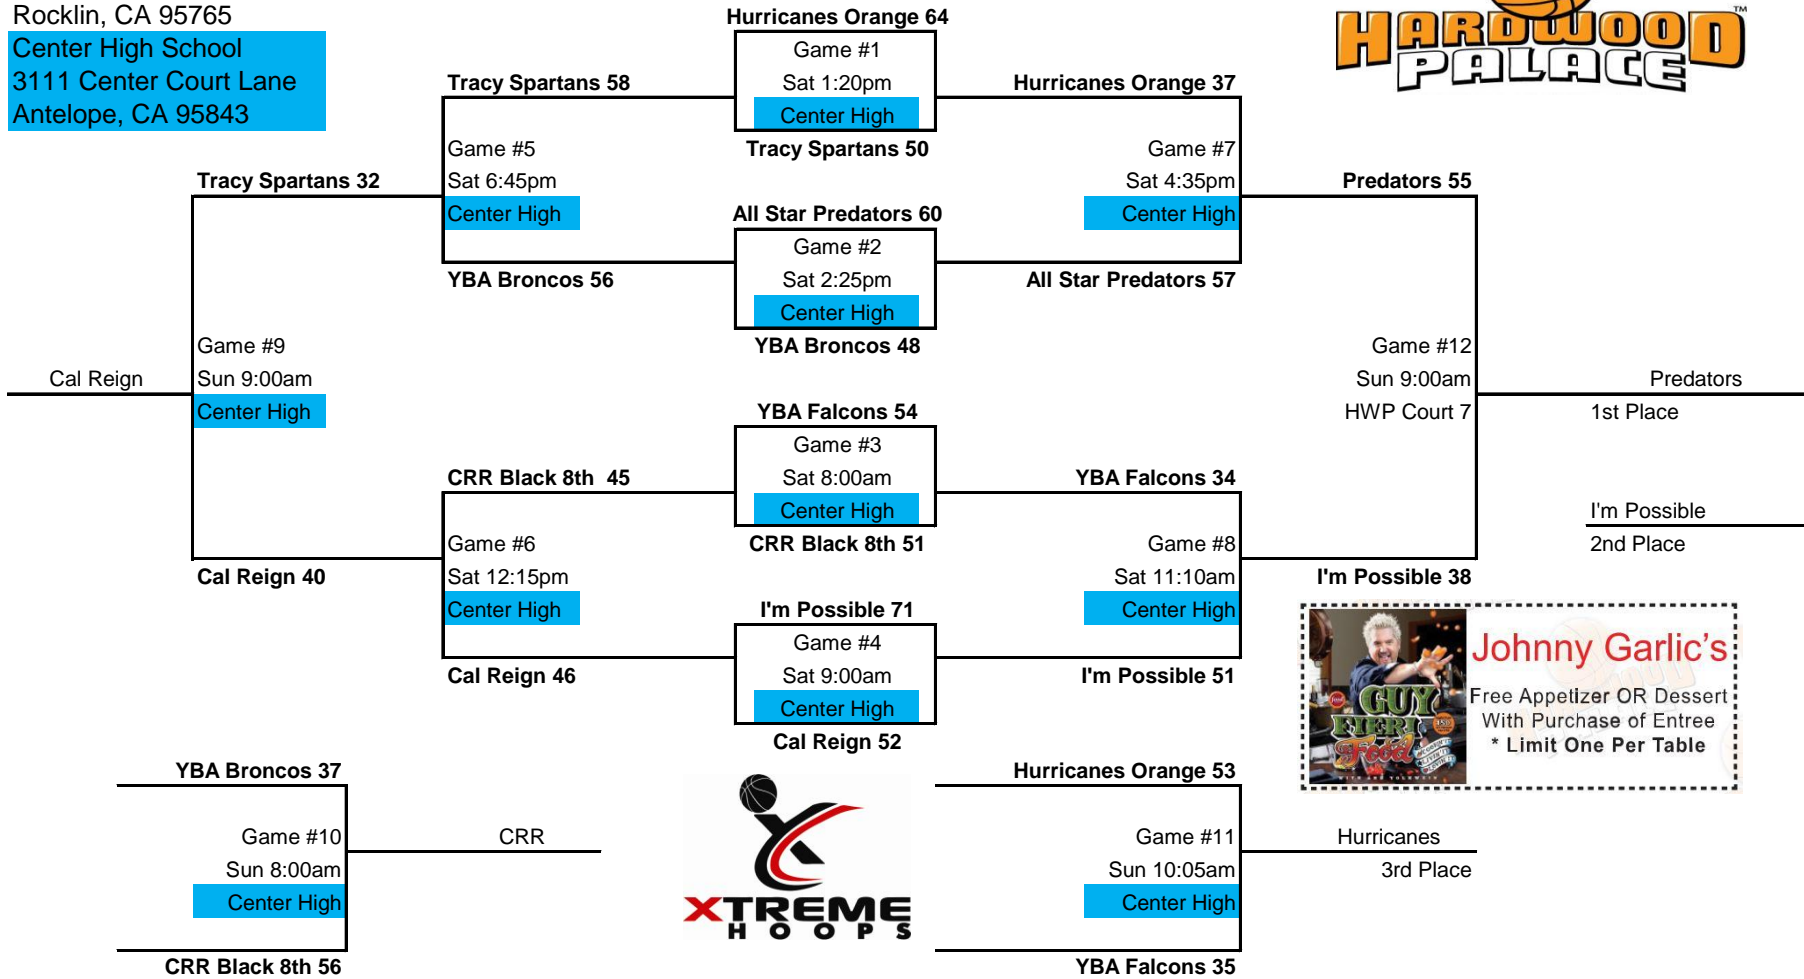 Rocklin, CA 95765
Center High School
3111 Center Court Lane
Antelope, CA 95843
HARDWOOD
PALACE
TM
Hurricanes Orange 64
Game #1
Sat 1:20pm
Center High
Tracy Spartans 50
Tracy Spartans 58
Game #5
Sat 6:45pm
Center High
YBA Broncos 56
Hurricanes Orange 37
Game #7
Sat 4:35pm
Center High
All Star Predators 57
All Star Predators 60
Game #2
Sat 2:25pm
Center High
YBA Broncos 48
Tracy Spartans 32
Game #9
Sun 9:00am
Center High
Cal Reign 40
Cal Reign
Predators 55
Game #12
Sun 9:00am
HWP Court 7
I'm Possible 38
Predators
1st Place
I'm Possible
2nd Place
YBA Falcons 54
Game #3
Sat 8:00am
Center High
CRR Black 8th 51
CRR Black 8th  45
Game #6
Sat 12:15pm
Center High
Cal Reign 46
YBA Falcons 34
Game #8
Sat 11:10am
Center High
I'm Possible 51
I'm Possible 71
Game #4
Sat 9:00am
Center High
Cal Reign 52
Johnny Garlic's
Free Appetizer OR Dessert
With Purchase of Entree
* Limit One Per Table
GUY
FIERI
Food
YBA Broncos 37
Game #10
Sun 8:00am
Center High
CRR Black 8th 56
CRR
XTREME
HOOPS
Hurricanes Orange 53
Game #11
Sun 10:05am
Center High
YBA Falcons 35
Hurricanes
3rd Place